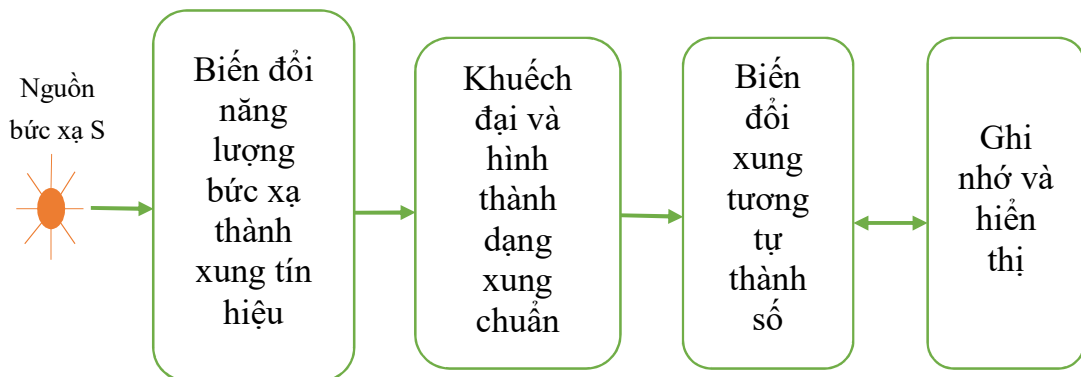 Nguồn
bức xạ S
Biến đổi
năng
lượng
bức xạ
thành
xung tín
hiệu
Khuếch
đại và
hình
thành
dạng
xung
chuẩn
Biến
đổi
xung
tương
tự
thành
số
Ghi
nhớ và
hiển
thị